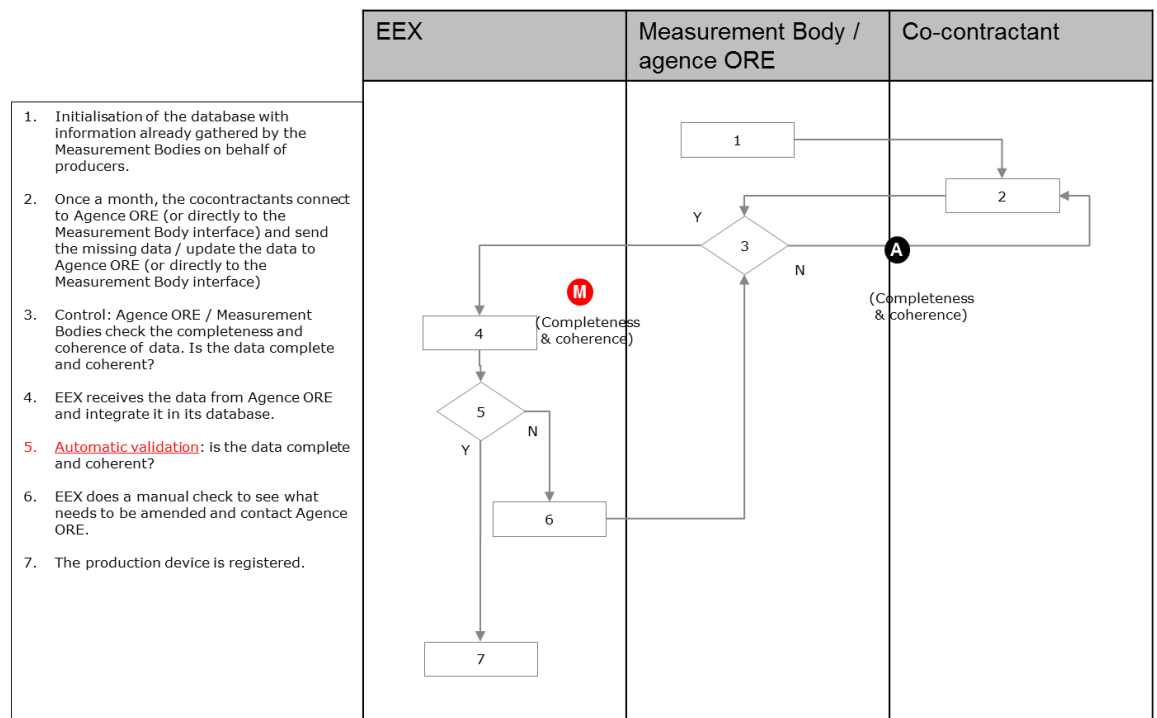 EEX
Measurement Body /
agence ORE
Co-contractant
1. Initialisation of the database with
information already gathered by the
Measurement Bodies on behalf of
producers.
2. Once a month, the cocontractants connect
to Agence ORE (or directly to the
Measurement Body interface) and send
the missing data / update the data to
Agence ORE (or directly to the
Measurement Body interface)
3. Control: Agence ORE / Measurement
Bodies check the completeness and
coherence of data. Is the data complete
and coherent?
4. EEX receives the data from Agence ORE
and integrate it in its database.
5. Automatic validation: is the data complete
and coherent?
6. EEX does a manual check to see what
needs to be amended and contact Agence
ORE.
7. The production device is registered.
1
2
Y
3
N
A
(Completeness
& coherence)
M
(Completeness
& coherence)
4
5
Y
N
6
7